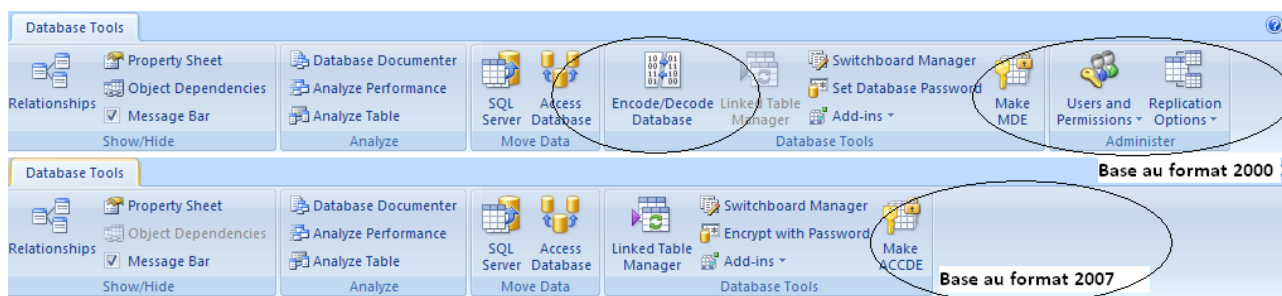 Database Tools
Property Sheet
Object Dependencies
Message Bar
Relationships
Show/Hide
Database Documenter
Analyze Performance
Analyze Table
Analyze
SQL Server
Access Database
Move Data
Encode/Decode Database
Linked Table Manager
Switchboard Manager
Set Database Password
Add-ins
Make MDE
Database Tools
Users and Permissions
Replication Options
Administer
Base au format 2000
Database Tools
Property Sheet
Object Dependencies
Message Bar
Relationships
Show/Hide
Database Documenter
Analyze Performance
Analyze Table
Analyze
SQL Server
Access Database
Move Data
Linked Table Manager
Switchboard Manager
Encrypt with Password
Add-ins
Make ACCDE
Database Tools
Base au format 2007